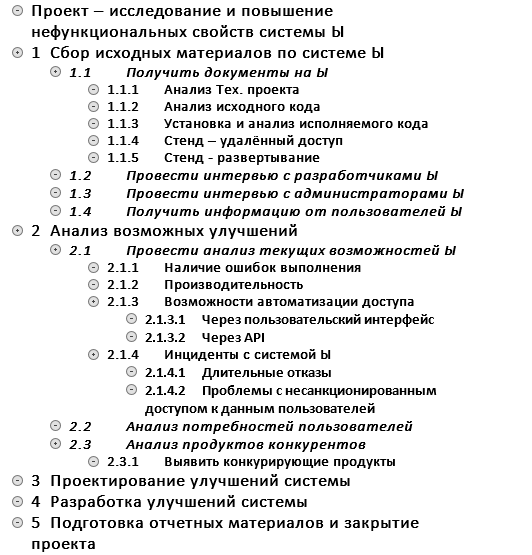 Проект – исследование и повышение
нефункциональных свойств системы Ы
1 Сбор исходных материалов по системе Ы
1.1 Получить документы на Ы
1.1.1 Анализ Тех. проекта
1.1.2 Анализ исходного кода
1.1.3 Установка и анализ исполняемого кода
1.1.4 Стенд – удалённый доступ
1.1.5 Стенд - развертывание
1.2 Провести интервью с разработчиками Ы
1.3 Провести интервью с администраторами Ы
1.4 Получить информацию от пользователей Ы
2 Анализ возможных улучшений
2.1 Провести анализ текущих возможностей Ы
2.1.1 Наличие ошибок выполнения
2.1.2 Производительность
2.1.3 Возможности автоматизации доступа
2.1.3.1 Через пользовательский интерфейс
2.1.3.2 Через API
2.1.4 Инциденты с системой Ы
2.1.4.1 Длительные отказы
2.1.4.2 Проблемы с несанкционированным
доступом к данным пользователей
2.2 Анализ потребностей пользователей
2.3 Анализ продуктов конкурентов
2.3.1 Выявить конкурирующие продукты
3 Проектирование улучшений системы
4 Разработка улучшений системы
5 Подготовка отчетных материалов и закрытие
проекта